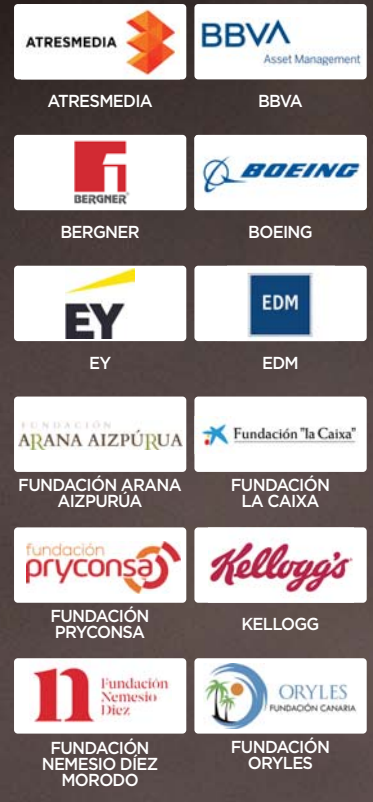 ATRESMEDIA
BBVA
Asset Management
ATRESMEDIA
BBVA
BERGNER®
BOEING
BERGNER
BOEING
EY
EDM
EY
EDM
FUNDACIÓN
ARANA AIZPÚRUA
Fundación "la Caixa"
FUNDACIÓN ARANA
AIZPURÚA
FUNDACIÓN
LA CAIXA
fundación
pryconsa
Kellogg's
FUNDACIÓN
PRYCONSA
KELLOGG
n
Fundación
Nemesio
Diez
ORYLES
FUNDACIÓN CANARIA
FUNDACIÓN
NEMESIO DÍEZ
MORODO
FUNDACIÓN
ORYLES